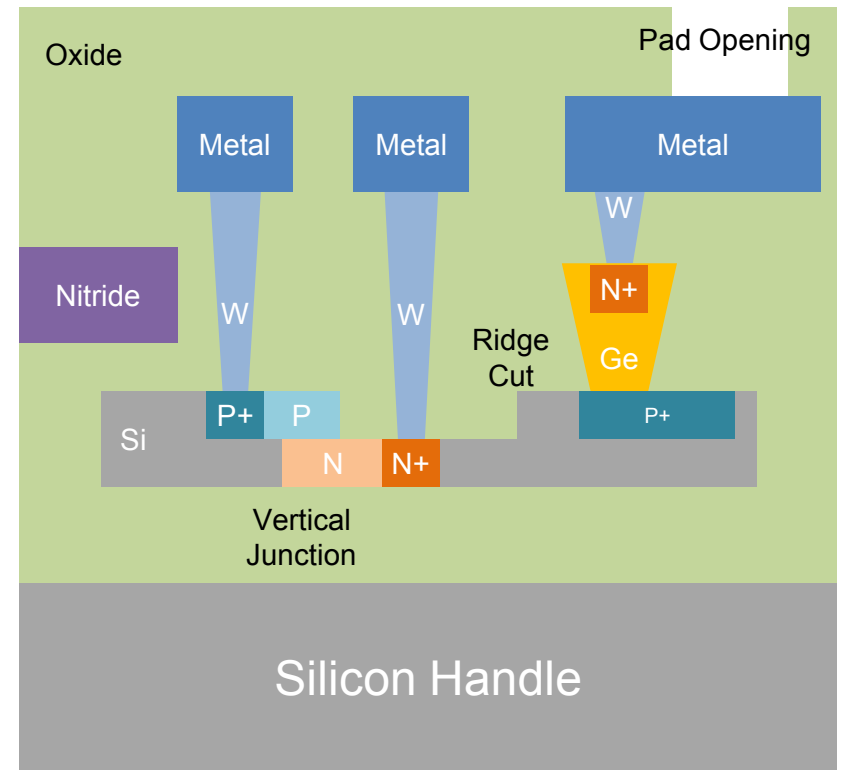 Pad Opening
Oxide
Metal
Metal
Metal
W
Nitride
N+
W
W
Ridge
Cut
Ge
P+
P
P+
Si
N
N+
Vertical
Junction
Silicon Handle